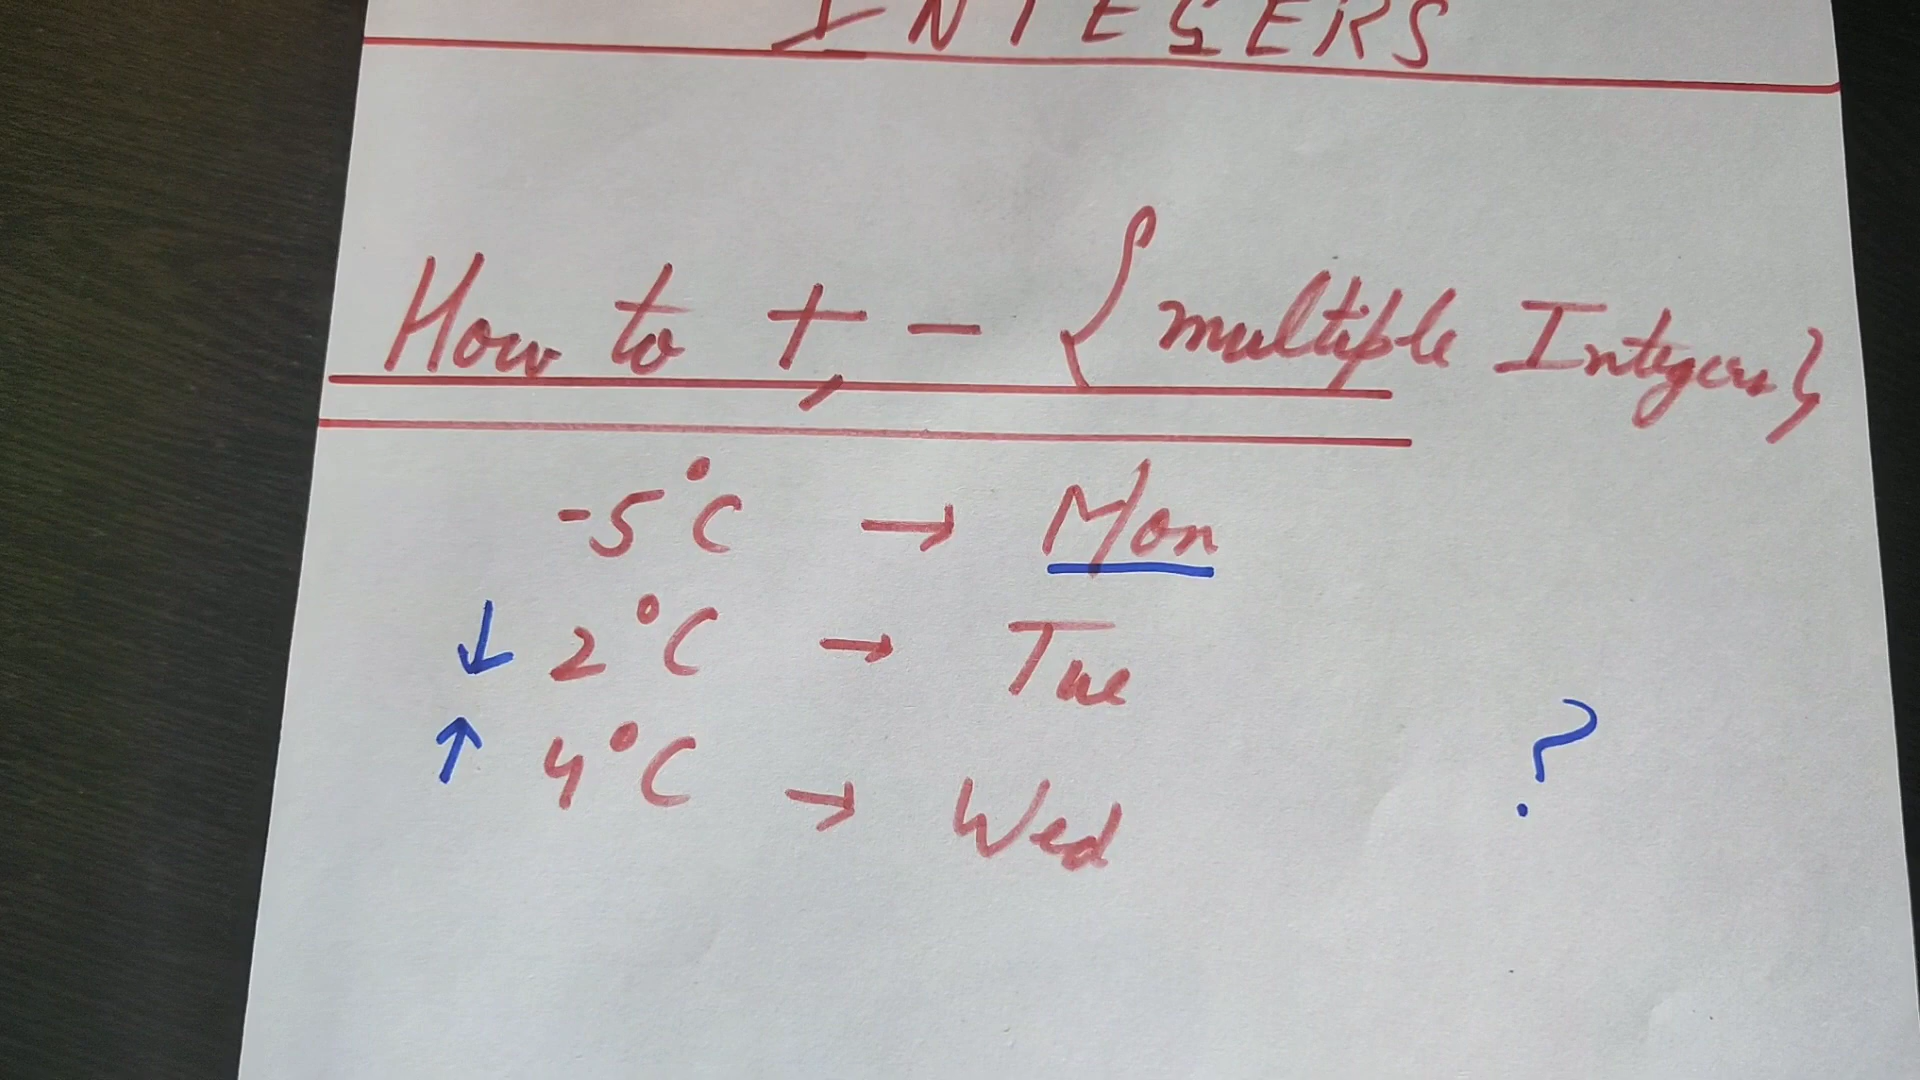 INTEGERS
How to +, - { multiple Integers}
-5°C → Mon
↓ 2°C → Tue
↑ 4°C → Wed
?